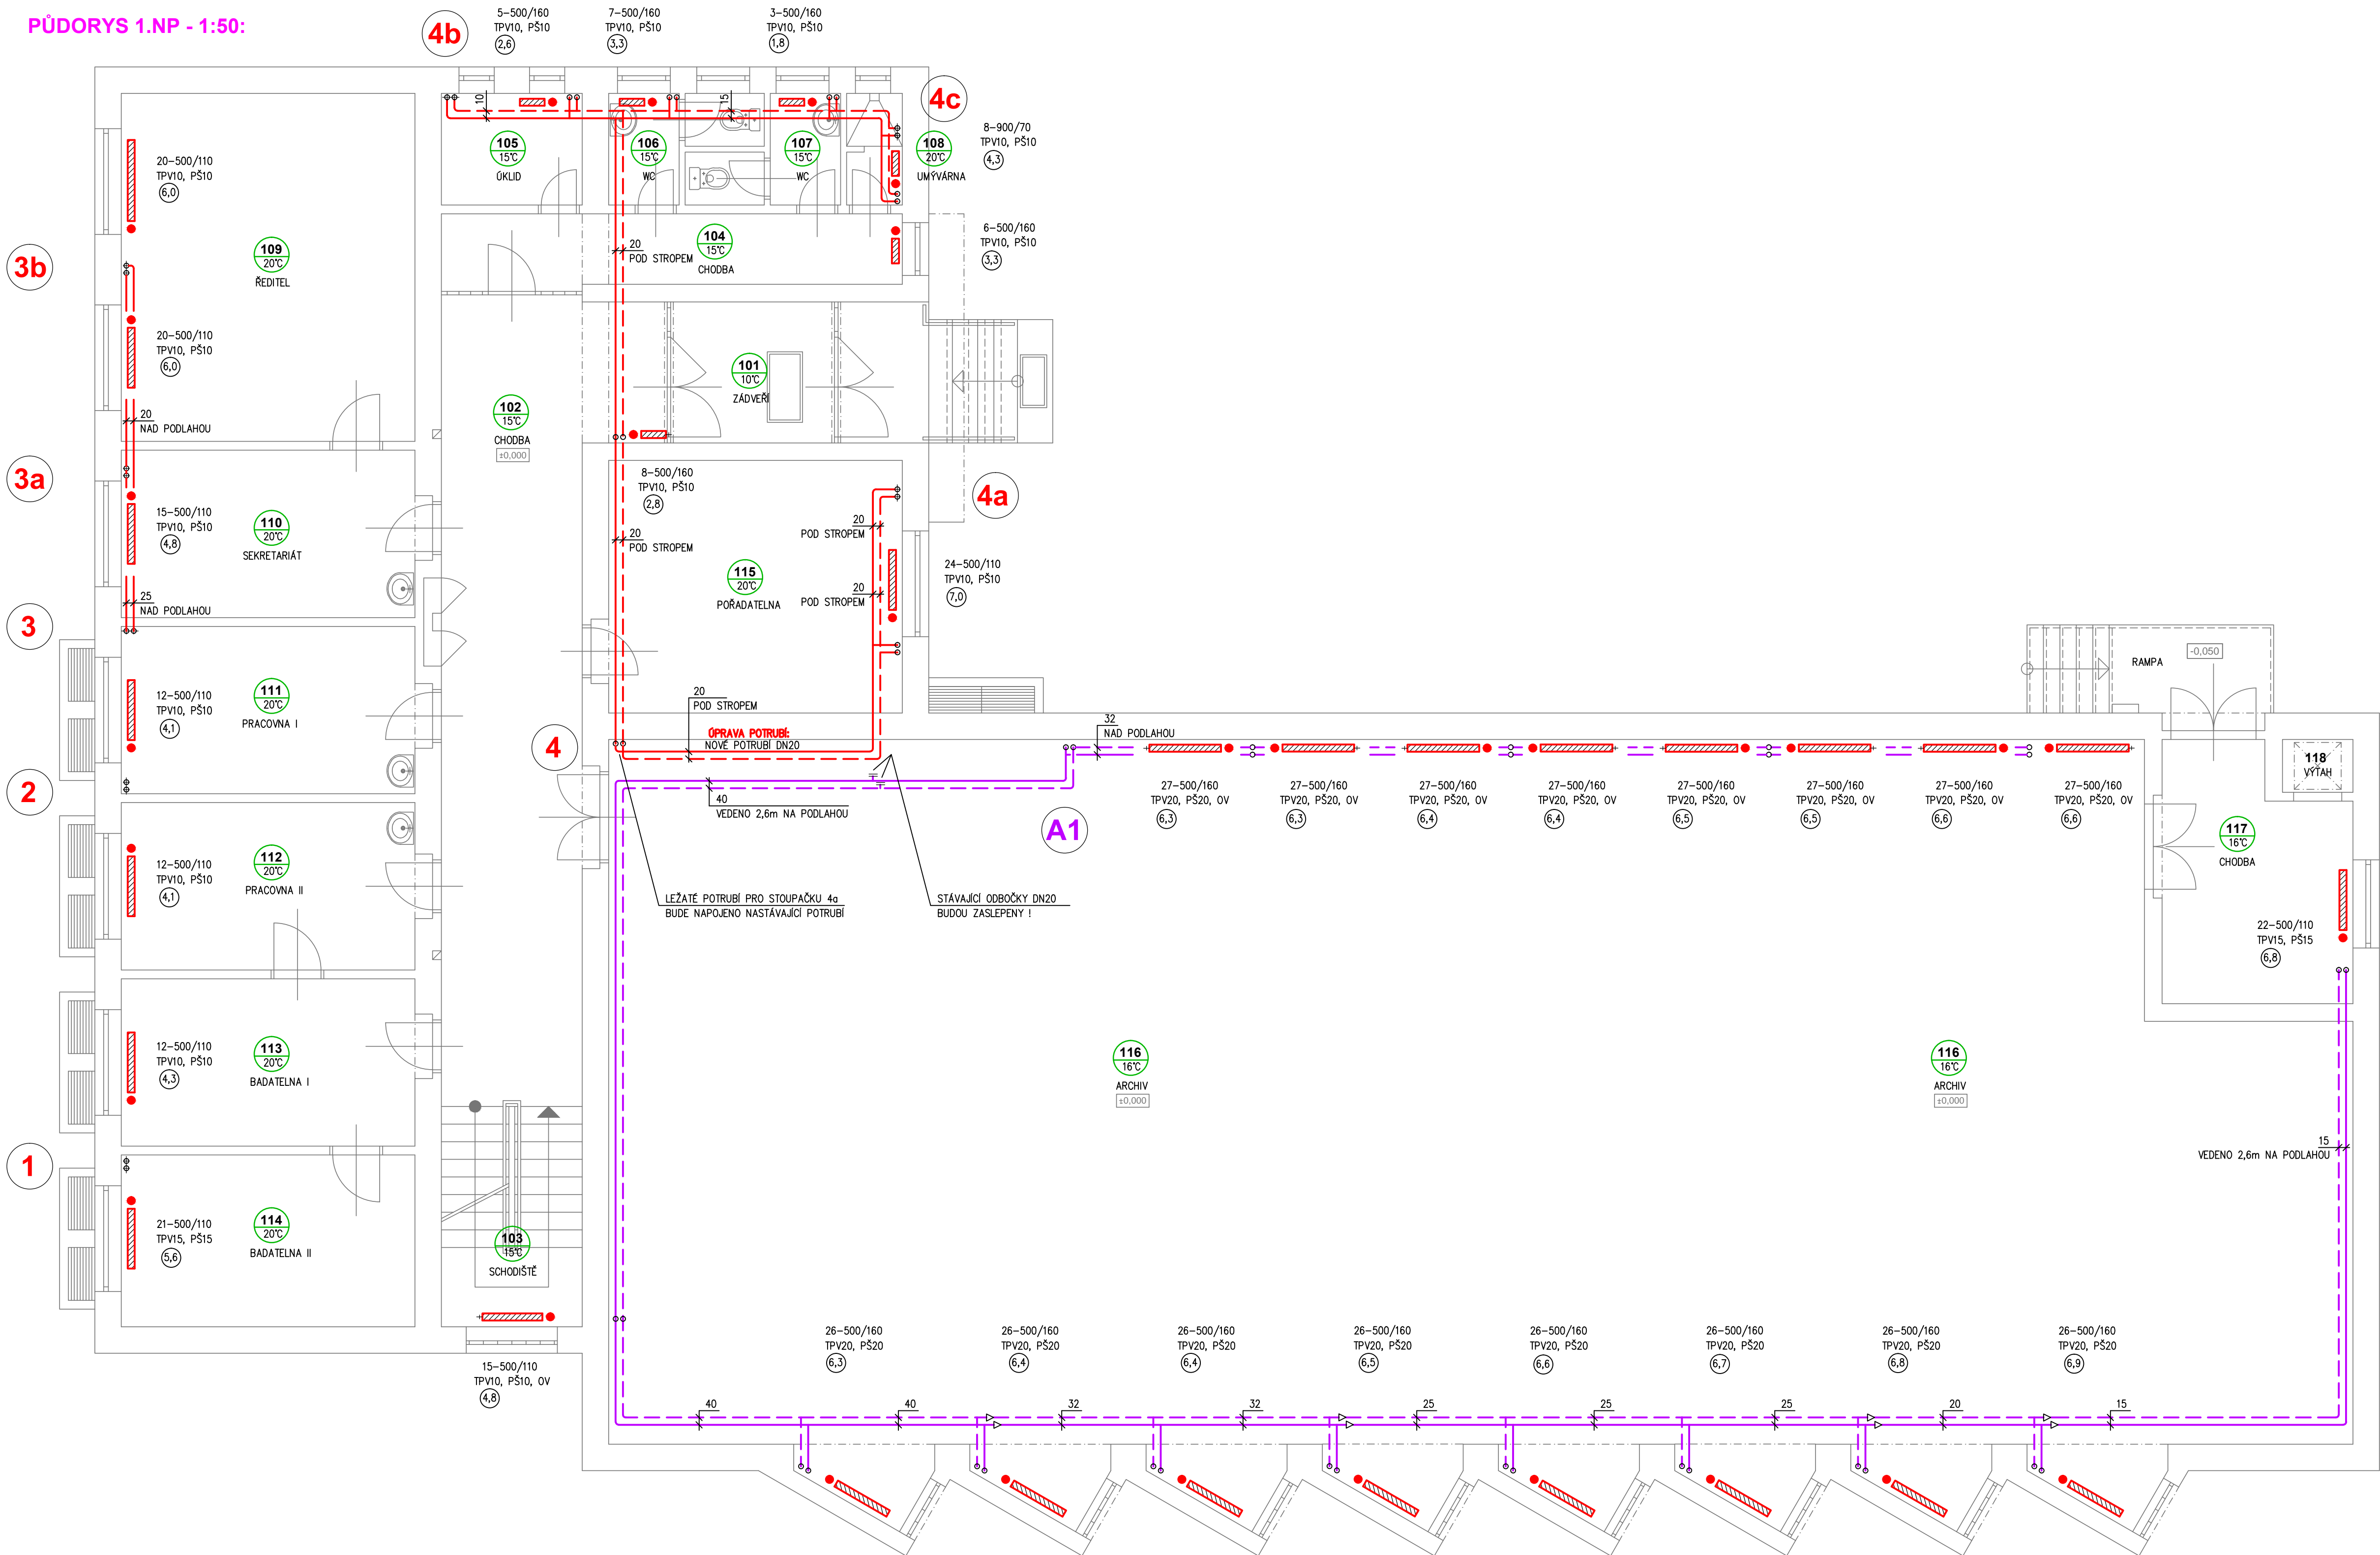 PŮDORYS 1.NP - 1:50:
4b
5-500/160
TPV10, PŠ10
2,6
7-500/160
TPV10, PŠ10
3,3
3-500/160
TPV10, PŠ10
1,8
4c
8-900/70
TPV10, PŠ10
4,3
10
15
105
15°C
ÚKLID
106
15°C
WC
107
15°C
WC
108
20°C
UMÝVÁRNA
20-500/110
TPV10, PŠ10
6,0
3b
109
20°C
ŘEDITEL
20
POD STROPEM
104
15°C
CHODBA
6-500/160
TPV10, PŠ10
3,3
20-500/110
TPV10, PŠ10
6,0
101
10°C
ZÁDVEŘÍ
102
15°C
CHODBA
±0,000
20
NAD PODLAHOU
3a
8-500/160
TPV10, PŠ10
2,8
4a
15-500/110
TPV10, PŠ10
4,8
110
20°C
SEKRETARIÁT
20
POD STROPEM
20
POD STROPEM
115
20°C
POŘADATELNA
20
POD STROPEM
24-500/110
TPV10, PŠ10
7,0
25
NAD PODLAHOU
3
12-500/110
TPV10, PŠ10
4,1
111
20°C
PRACOVNA I
20
POD STROPEM
ÚPRAVA POTRUBÍ:
NOVÉ POTRUBÍ DN20
4
32
NAD PODLAHOU
RAMPA
-0,050
118
VÝTAH
2
40
VEDENO 2,6m NA PODLAHOU
A1
27-500/160
TPV20, PŠ20, OV
6,3
27-500/160
TPV20, PŠ20, OV
6,3
27-500/160
TPV20, PŠ20, OV
6,4
27-500/160
TPV20, PŠ20, OV
6,4
27-500/160
TPV20, PŠ20, OV
6,5
27-500/160
TPV20, PŠ20, OV
6,5
27-500/160
TPV20, PŠ20, OV
6,6
27-500/160
TPV20, PŠ20, OV
6,6
117
16°C
CHODBA
12-500/110
TPV10, PŠ10
4,1
112
20°C
PRACOVNA II
LEŽATÉ POTRUBÍ PRO STOUPAČKU 4a
BUDE NAPOJENO NASTÁVAJÍCÍ POTRUBÍ
STÁVAJÍCÍ ODBOČKY DN20
BUDOU ZASLEPENY !
22-500/110
TPV15, PŠ15
6,8
12-500/110
TPV10, PŠ10
4,3
113
20°C
BADATELNA I
116
16°C
ARCHIV
±0,000
116
16°C
ARCHIV
±0,000
15
VEDENO 2,6m NA PODLAHOU
1
21-500/110
TPV15, PŠ15
5,6
114
20°C
BADATELNA II
103
15°C
SCHODIŠTĚ
15-500/110
TPV10, PŠ10, OV
4,8
26-500/160
TPV20, PŠ20
6,3
26-500/160
TPV20, PŠ20
6,4
26-500/160
TPV20, PŠ20
6,4
26-500/160
TPV20, PŠ20
6,5
26-500/160
TPV20, PŠ20
6,6
26-500/160
TPV20, PŠ20
6,7
26-500/160
TPV20, PŠ20
6,8
26-500/160
TPV20, PŠ20
6,9
40
40
32
32
25
25
25
20
15